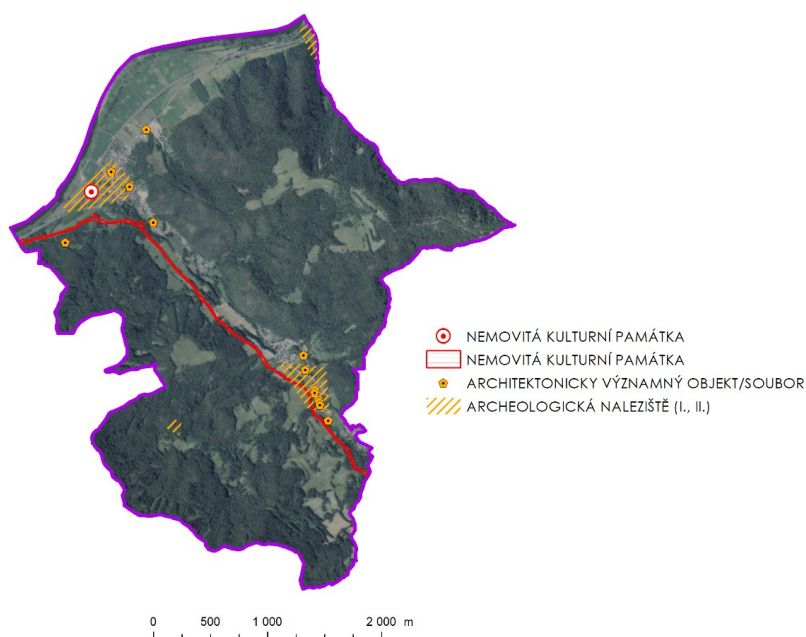 NEMOVITÁ KULTURNÍ PAMÁTKA
NEMOVITÁ KULTURNÍ PAMÁTKA
ARCHITEKTONICKY VÝZNAMNÝ OBJEKT/SOUBOR
ARCHEOLOGICKÁ NALEZIŠTĚ (I., II.)
0 500 1 000 2 000 m